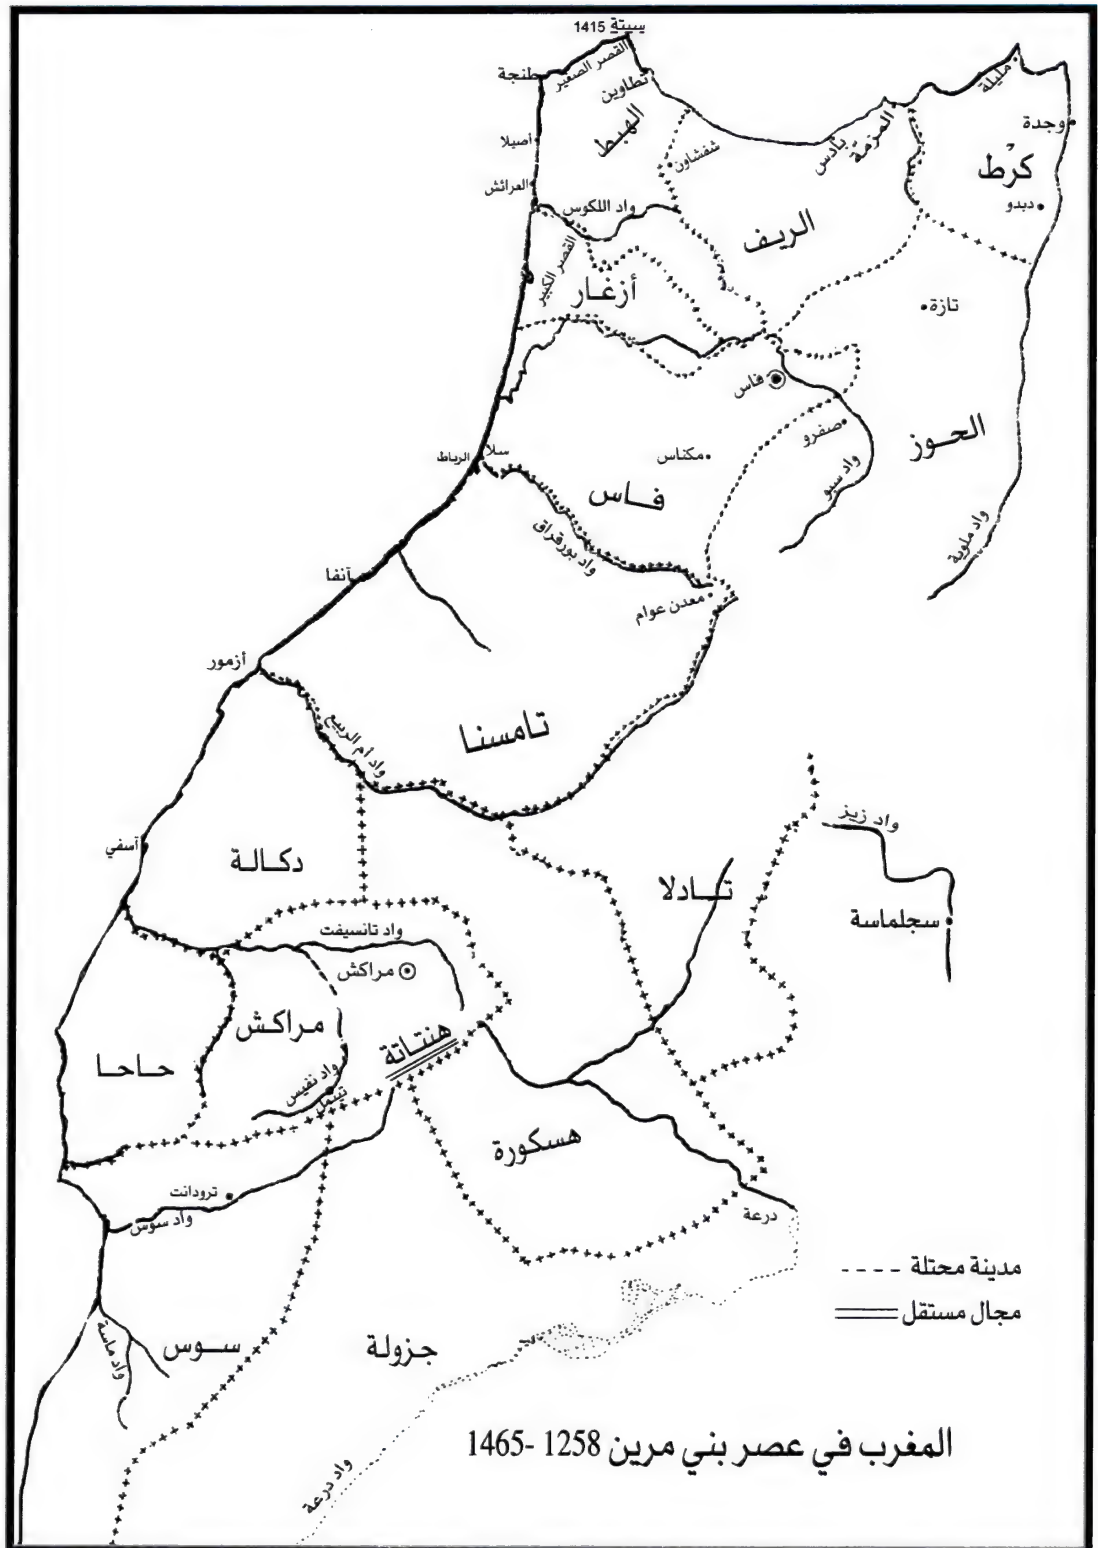 سبتة 1415
القصر الصغير
طنجة
تطاوين
الهبط
مليلة
وجدة
المزمة
بادس
شفشاون
أصيلا
كرط
العرائش
دبدو
واد اللكوس
الريف
القصر الكبير
أزغار
تازة
فاس
صفرو
الحوز
مكناس
سلا
الرباط
واد سبو
فاس
واد ملوية
واد بورقراق
آنفا
معدن عوام
أزمور
تامسنا
واد أم الربيع
واد زيز
آسفي
دكالة
تادلا
سجلماسة
واد تانسيفت
مراكش
مراكش
هنتاتة
حاحا
واد نفيس
تينمل
هسكورة
ترودانت
واد سوس
درعة
مدينة محتلة
مجال مستقل
واد ماسة
سوس
جزولة
المغرب في عصر بني مرين 1258 -1465
واد درعة